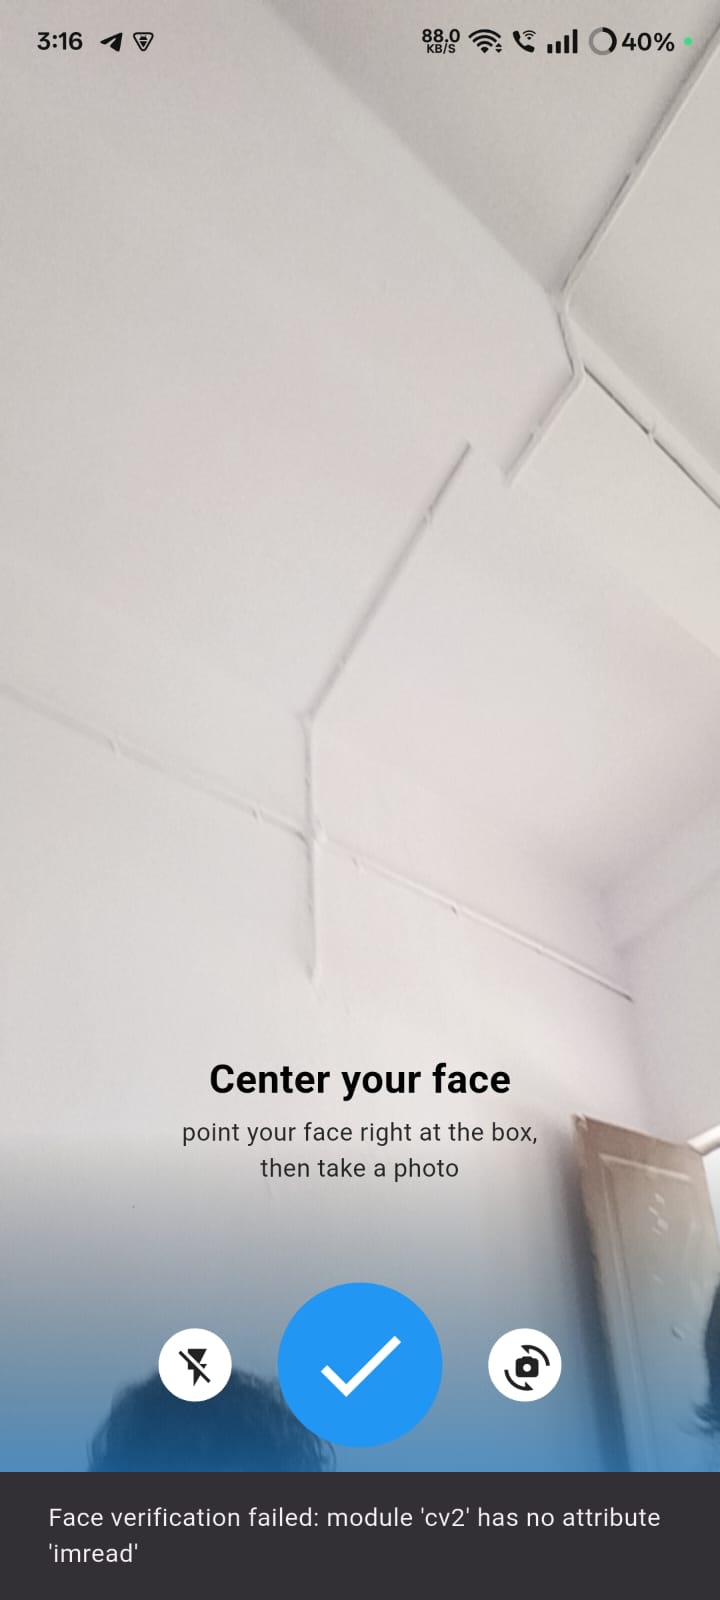 3:16
88.0
KB/S
40%
Center your face
point your face right at the box,
then take a photo
Face verification failed: module 'cv2' has no attribute
'imread'